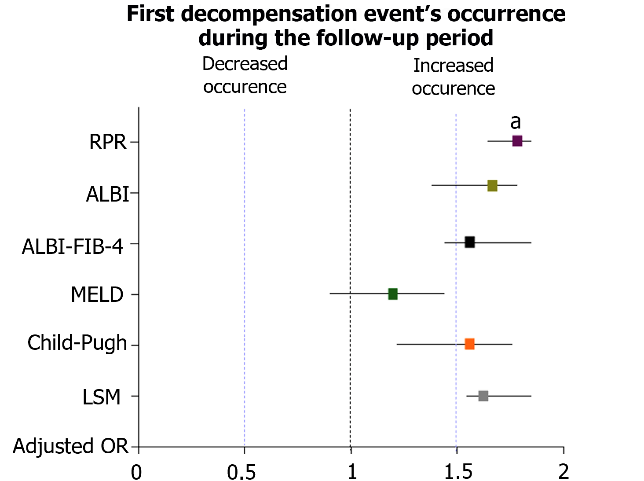 First decompensation event's occurrence
during the follow-up period
Decreased
occurence
Increased
occurence
a
RPR
ALBI
ALBI-FIB-4
MELD
Child-Pugh
LSM
Adjusted OR
0
0.5
1
1.5
2